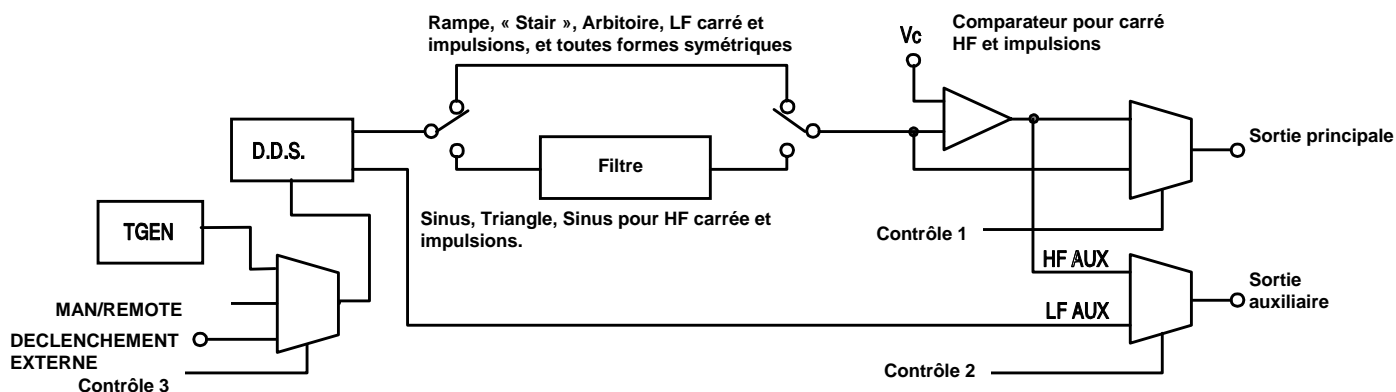 Rampe, « Stair », Arbitoire, LF carré et
impulsions, et toutes formes symétriques
Comparateur pour carré
HF et impulsions
Vc
D.D.S.
Filtre
Sortie principale
Sinus, Triangle, Sinus pour HF carrée et
impulsions.
TGEN
Contrôle 1
HF AUX
MAN/REMOTE
LF AUX
Sortie
auxiliaire
DECLENCHEMENT
EXTERNE
Contrôle 3
Contrôle 2